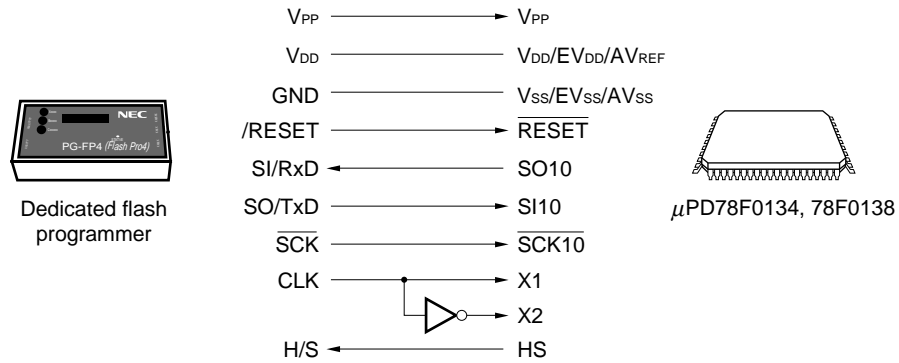 VPP VPP
VDD VDD/EVDD/AVREF
GND VSS/EVSS/AVSS
/RESET RESET
SI/RxD SO10
SO/TxD SI10
SCK SCK10
CLK X1
X2
H/S HS
NEC
PG-FP4 (Flash Pro4)
Dedicated flash
programmer
μPD78F0134, 78F0138